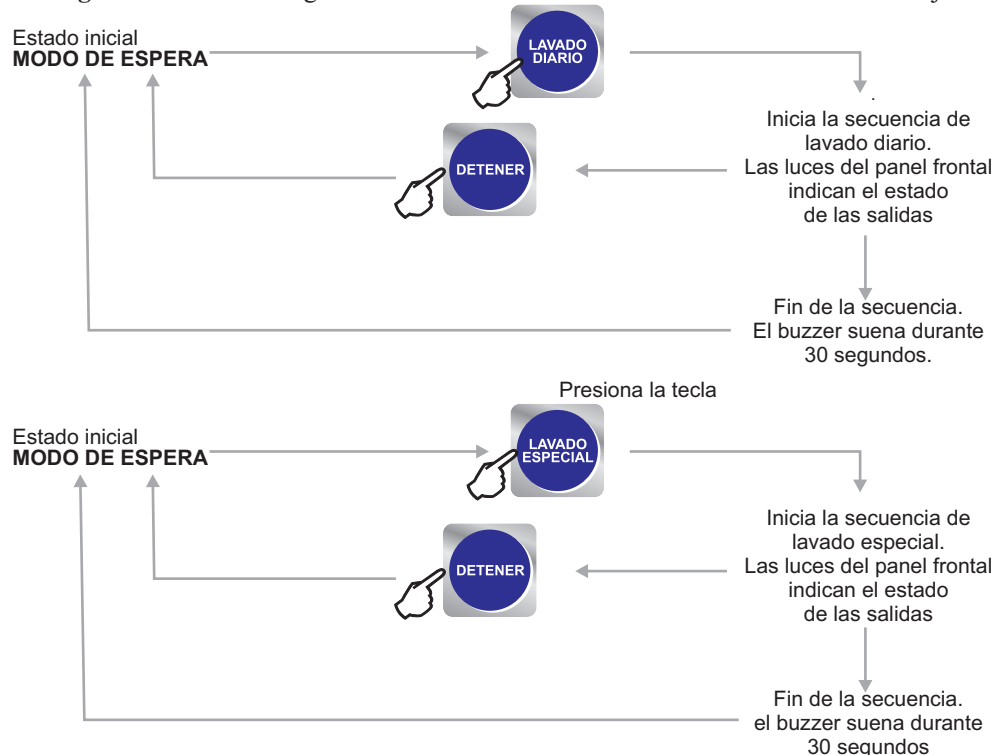 Estado inicial
MODO DE ESPERA
LAVADO
DIARIO
.
Inicia la secuencia de
lavado diario.
Las luces del panel frontal
indican el estado
de las salidas
DETENER
Fin de la secuencia.
El buzzer suena durante
30 segundos.
Presiona la tecla
Estado inicial
MODO DE ESPERA
LAVADO
ESPECIAL
Inicia la secuencia de
lavado especial.
Las luces del panel frontal
indican el estado
de las salidas
DETENER
Fin de la secuencia.
el buzzer suena durante
30 segundos